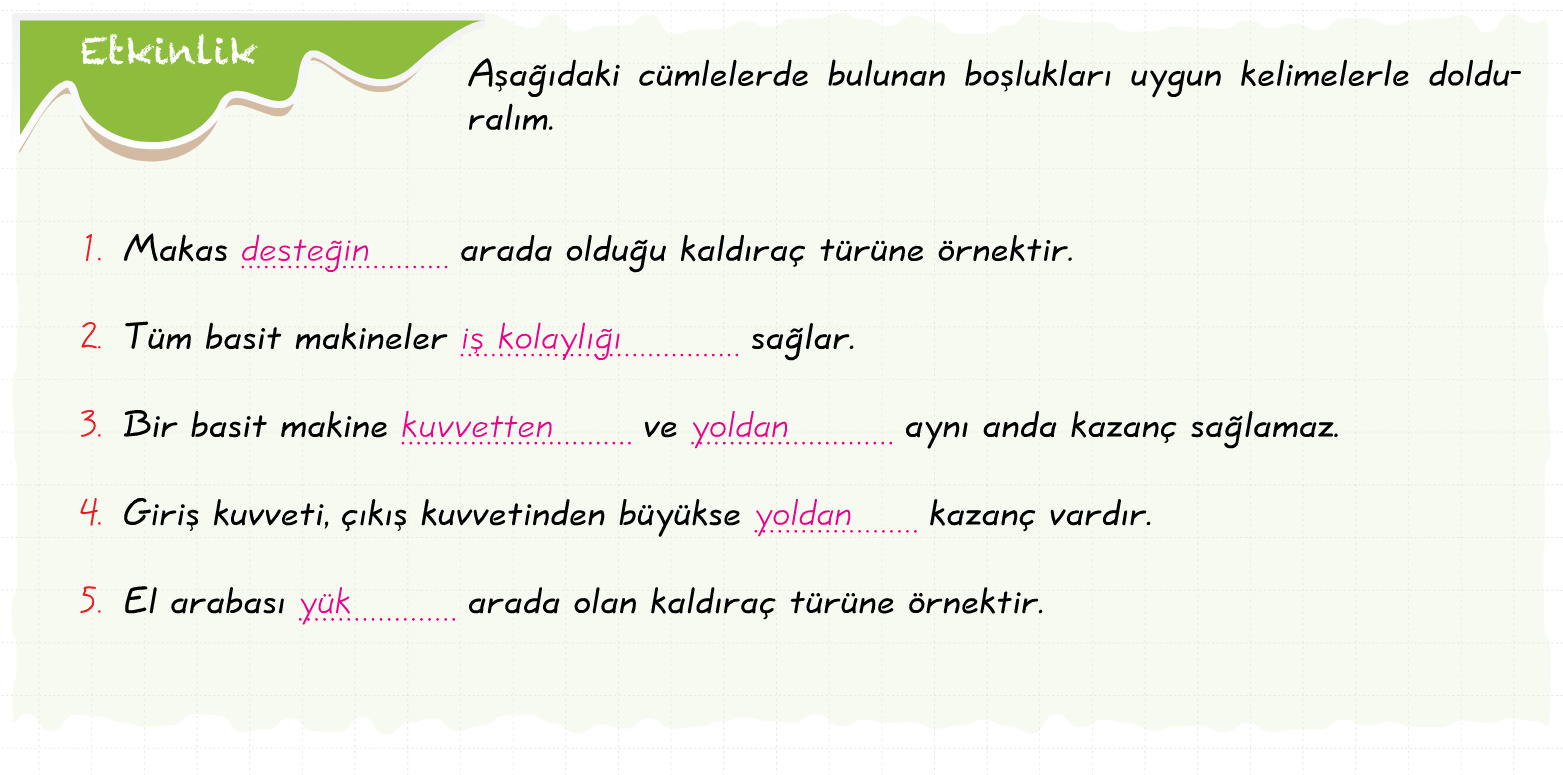 Etkinlik
Aşağıdaki cümlelerde bulunan boşlukları uygun kelimelerle doldu-
ralım.
1. Makas desteğin arada olduğu kaldıraç türüne örnektir.
2. Tüm basit makineler iş kolaylığı sağlar.
3. Bir basit makine kuvvetten ve yoldan aynı anda kazanç sağlamaz.
4. Giriş kuvveti, çıkış kuvvetinden büyükse yoldan kazanç vardır.
5. El arabası yük arada olan kaldıraç türüne örnektir.